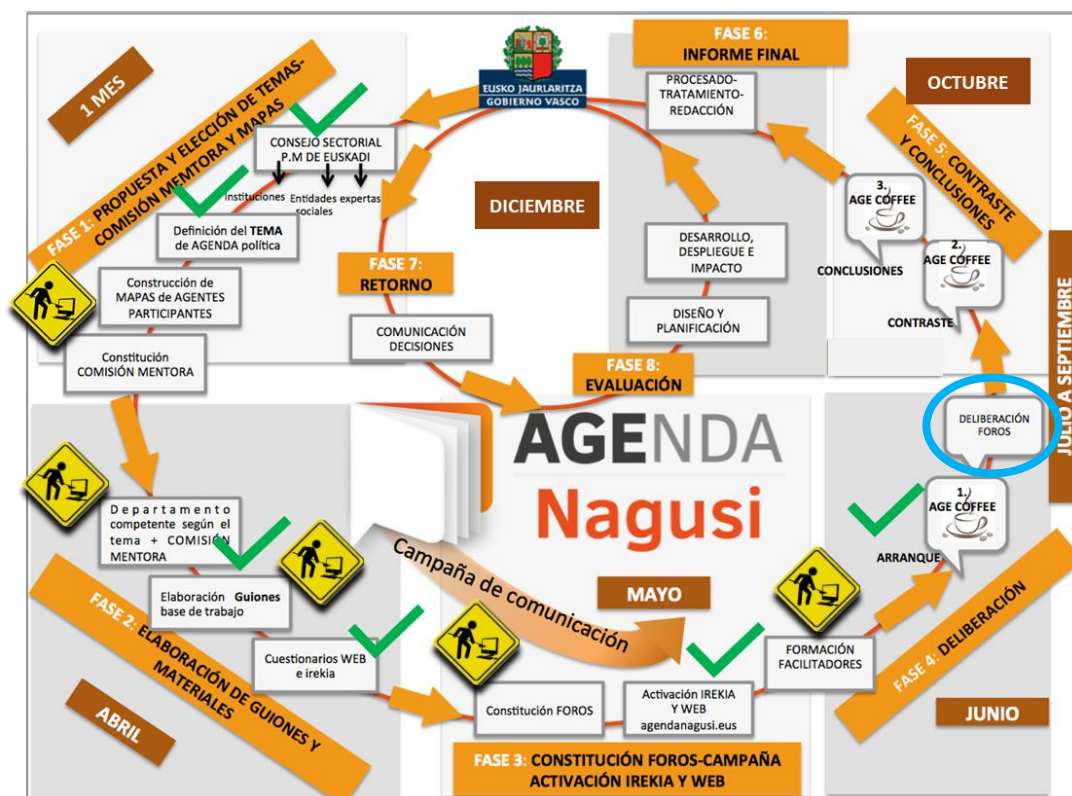 1 MES
FASE 1: PROPUESTA Y ELECCIÓN DE TEMAS-
COMISIÓN MEMTORA Y MAPAS
EUSKO JAURLARITZA
GOBIERNO VASCO
CONSEJO SECTORIAL
P.M DE EUSKADI
Instituciones
Entidades expertas
sociales
Definición del TEMA
de AGENDA política
Construcción de
MAPAS de AGENTES
PARTICIPANTES
Constitución
COMISIÓN MENTORA
FASE 6:
INFORME FINAL
PROCESADO-
TRATAMIENTO-
REDACCIÓN
OCTUBRE
FASE 5: CONTRASTE
Y CONCLUSIONES
3.
AGE COFFEE
CONCLUSIONES
2.
AGE COFFEE
CONTRASTE
DICIEMBRE
DESARROLLO,
DESPLIEGUE E
IMPACTO
DISEÑO Y
PLANIFICACIÓN
FASE 7:
RETORNO
COMUNICACIÓN
DECISIONES
FASE 8:
EVALUACIÓN
JULIO A SEPTIEMBRE
DELIBERACIÓN
FOROS
1.
AGE COFFEE
ARRANQUE
FASE 4: DELIBERACIÓN
JUNIO
AGENDA
Nagusi
Campaña de comunicación
MAYO
Departamento
competente según el
tema + COMISIÓN
MENTORA
Elaboración Guiones
base de trabajo
Cuestionarios WEB
e irekia
FASE 2: ELABORACIÓN DE GUIONES Y
MATERIALES
ABRIL
Constitución FOROS
Activación IREKIA
Y WEB
agendanagusi.eus
FORMACIÓN
FACILITADORES
FASE 3: CONSTITUCIÓN FOROS-CAMPAÑA
ACTIVACIÓN IREKIA Y WEB